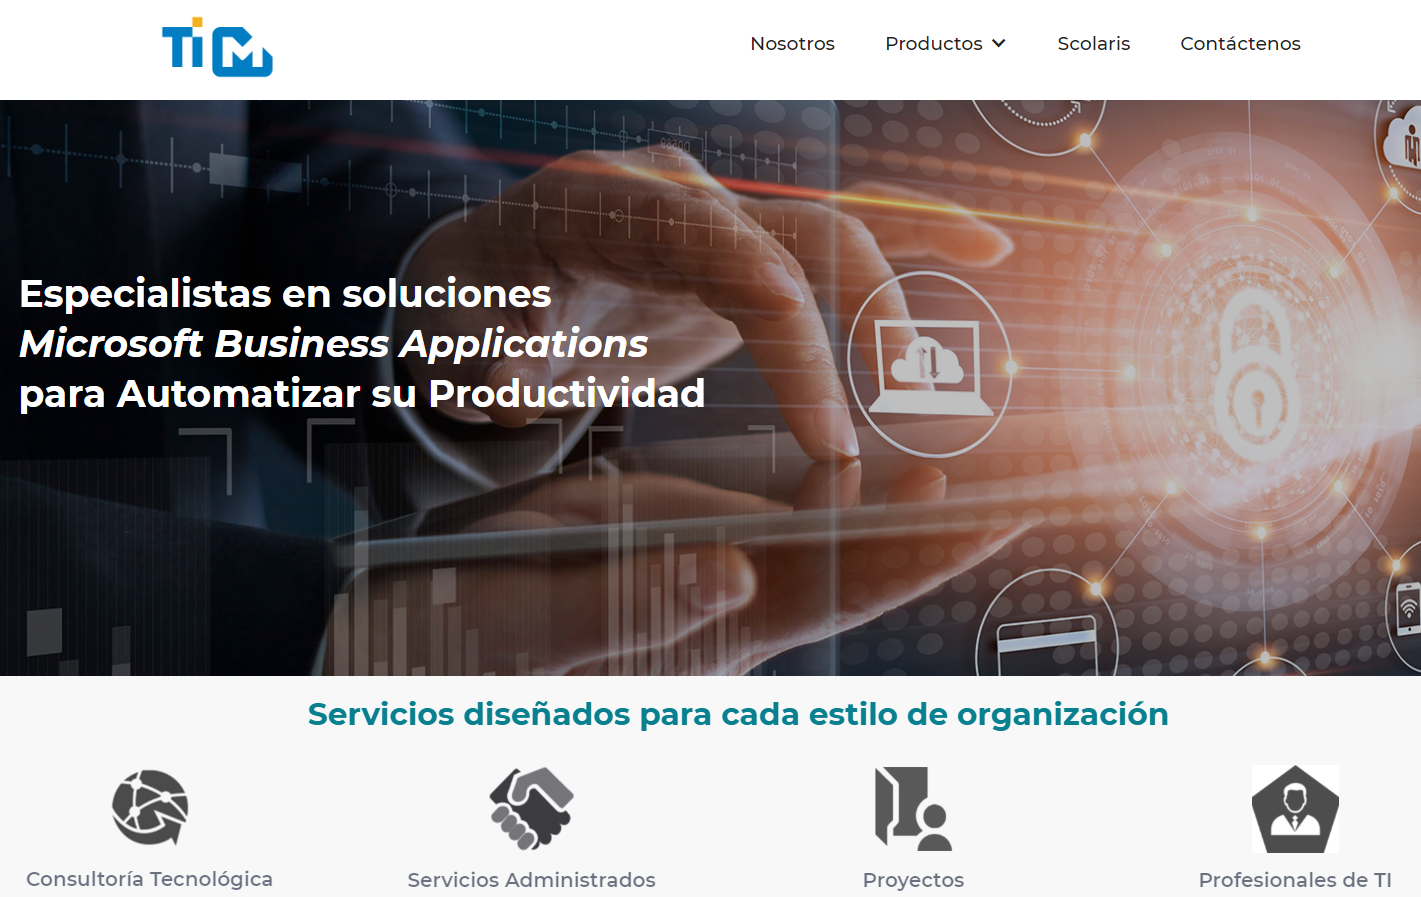 TiM
Nosotros
Productos
Scolaris
Contáctenos
Especialistas en soluciones
Microsoft Business Applications
para Automatizar su Productividad
Servicios diseñados para cada estilo de organización
Consultoría Tecnológica
Servicios Administrados
Proyectos
Profesionales de TI